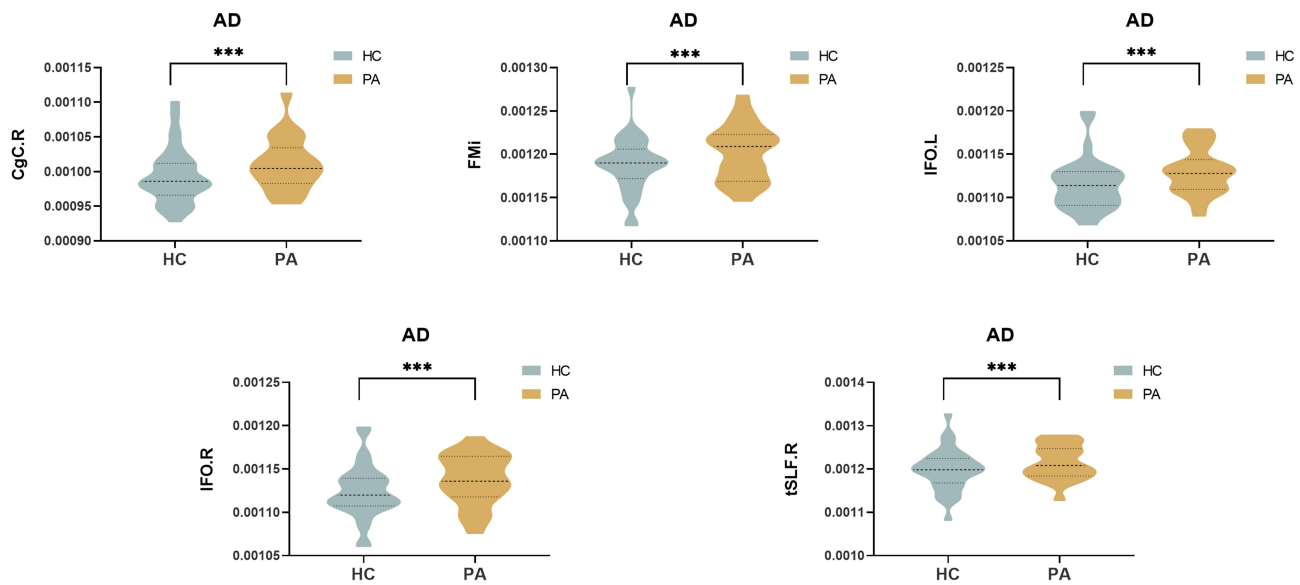 AD
***
HC
PA
CgC.R
0.00115
0.00110
0.00105
0.00100
0.00095
0.00090
HC PA
AD
***
HC
PA
FMi
0.00130
0.00125
0.00120
0.00115
0.00110
HC PA
AD
***
HC
PA
IFO.L
0.00125
0.00120
0.00115
0.00110
0.00105
HC PA
AD
***
HC
PA
IFO.R
0.00125
0.00120
0.00115
0.00110
0.00105
HC PA
AD
***
HC
PA
tSLF.R
0.0014
0.0013
0.0012
0.0011
0.0010
HC PA